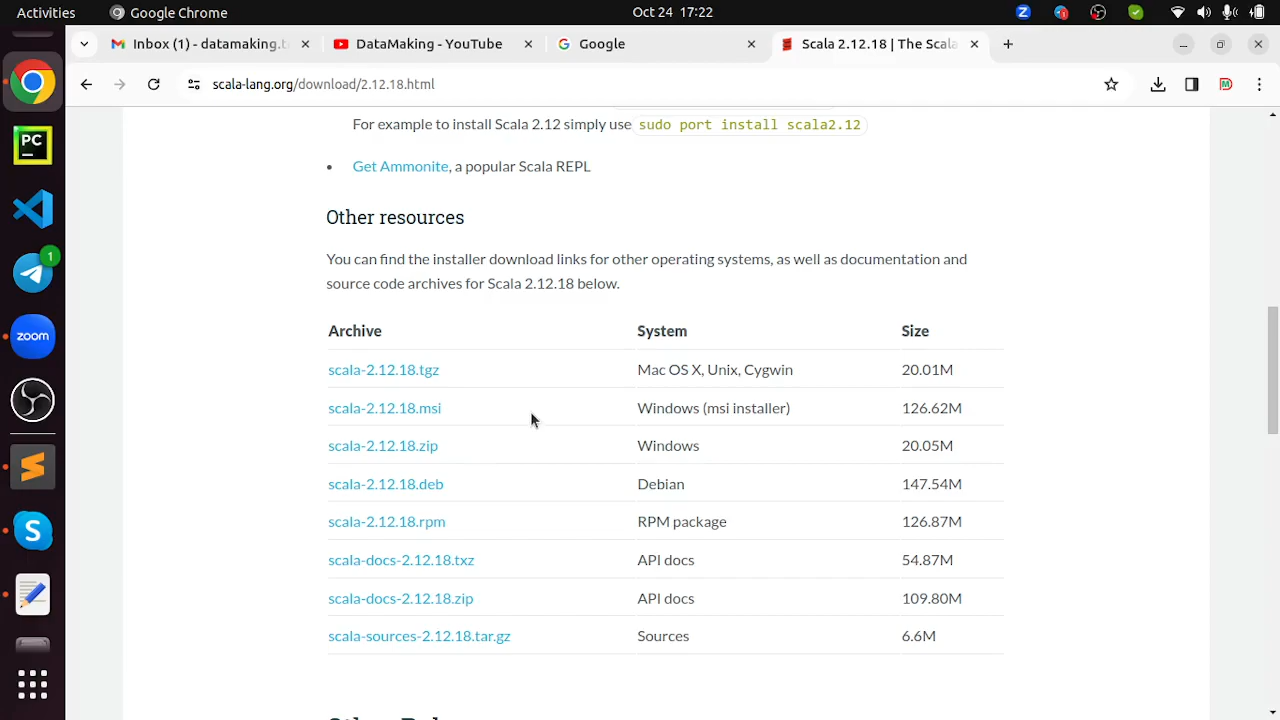 Activities Google Chrome Oct 24 17:22 Z 1
Inbox (1) - datamaking.t DataMaking - YouTube Google Scala 2.12.18 | The Scala
scala-lang.org/download/2.12.18.html
For example to install Scala 2.12 simply use sudo port install scala2.12
• Get Ammonite, a popular Scala REPL
PC
Other resources
1
You can find the installer download links for other operating systems, as well as documentation and
source code archives for Scala 2.12.18 below.
zoom
Archive System Size
scala-2.12.18.tgz Mac OS X, Unix, Cygwin 20.01M
scala-2.12.18.msi Windows (msi installer) 126.62M
scala-2.12.18.zip Windows 20.05M
scala-2.12.18.deb Debian 147.54M
S
scala-2.12.18.rpm RPM package 126.87M
scala-docs-2.12.18.txz API docs 54.87M
scala-docs-2.12.18.zip API docs 109.80M
scala-sources-2.12.18.tar.gz Sources 6.6M